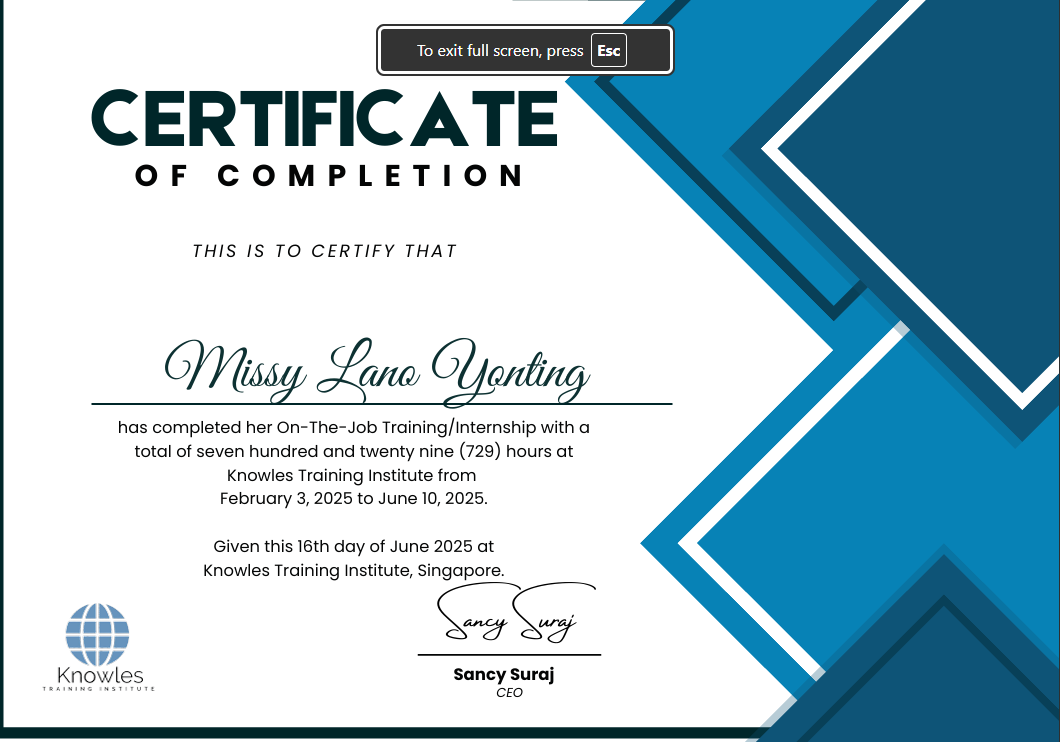 To exit full screen, press Esc
CERTIFICATE
OF COMPLETION
THIS IS TO CERTIFY THAT
Missy Lano Yonting
has completed her On-The-Job Training/Internship with a
total of seven hundred and twenty nine (729) hours at
Knowles Training Institute from
February 3, 2025 to June 10, 2025.
Given this 16th day of June 2025 at
Knowles Training Institute, Singapore.
Sancy Suraj
Sancy Suraj
CEO
Knowles
TRAINING INSTITUTE